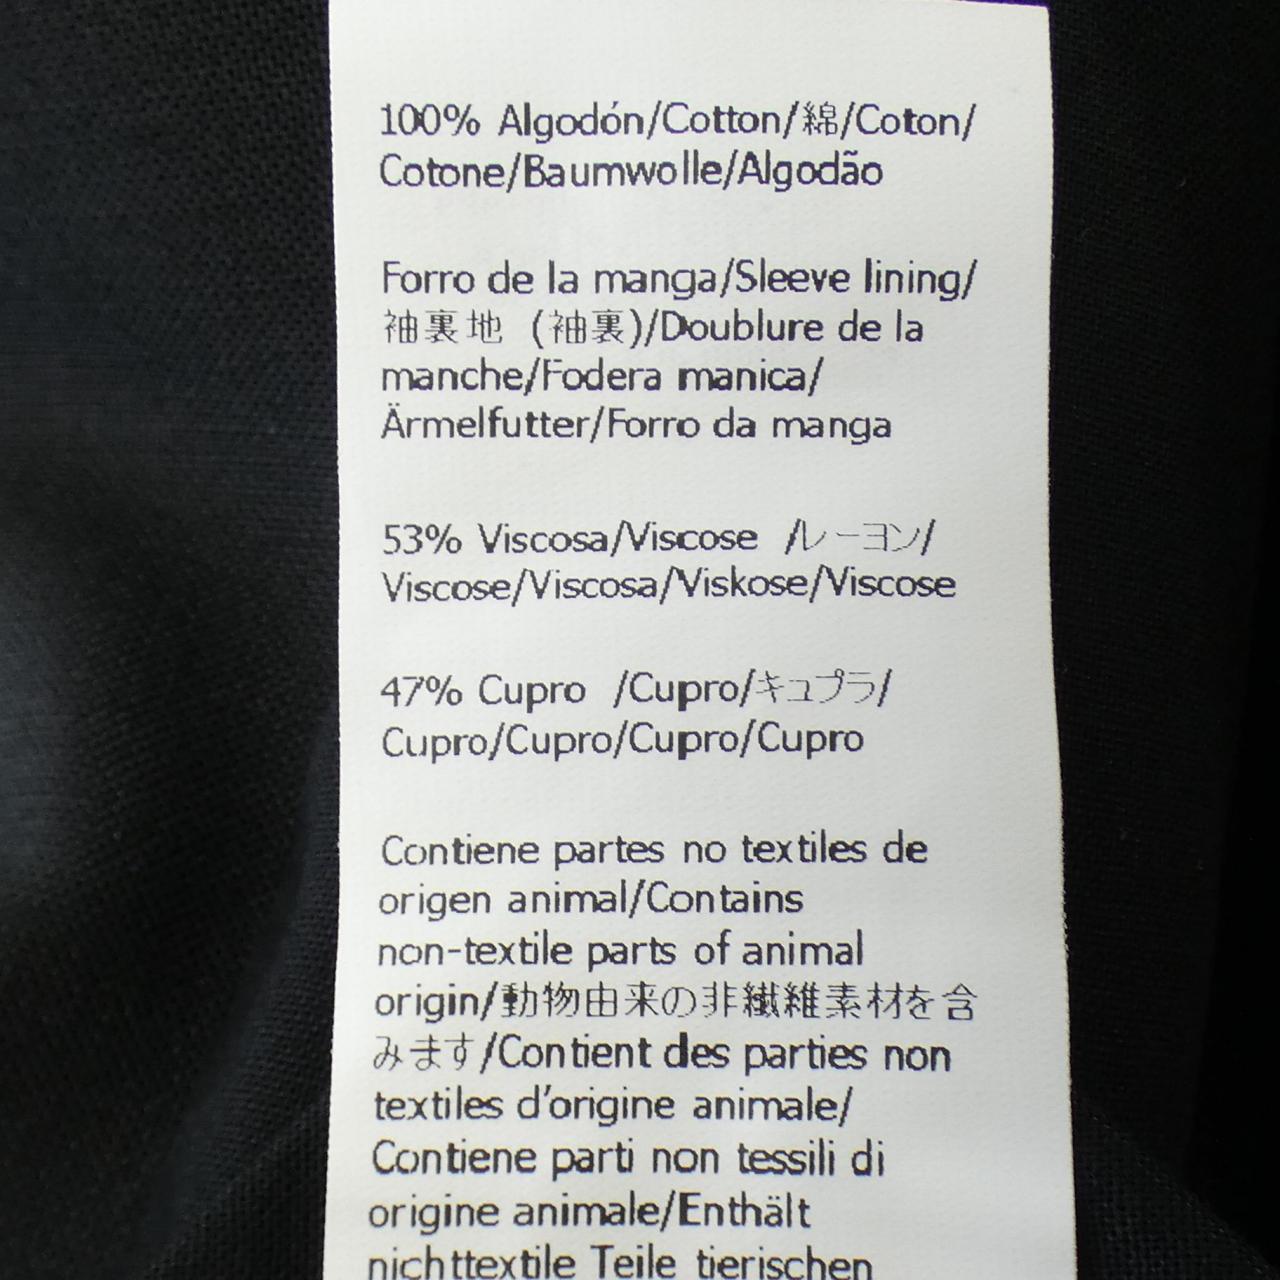 100% Algodón/Cotton/綿/Coton/
Cotone/Baumwolle/Algodão
Forro de la manga/Sleeve lining/
袖裏地 (袖裏)/Doublure de la
manche/Fodera manica/
Ärmelfutter/Forro da manga
53% Viscosa/Viscose /レーヨン/
Viscose/Viscosa/Viskose/Viscose
47% Cupro /Cupro/キュプラ/
Cupro/Cupro/Cupro/Cupro
Contiene partes no textiles de
origen animal/Contains
non-textile parts of animal
origin/動物由来の非繊維素材を含
みます/Contient des parties non
textiles d'origine animale/
Contiene parti non tessili di
origine animale/Enthält
nichttextile Teile tierischen